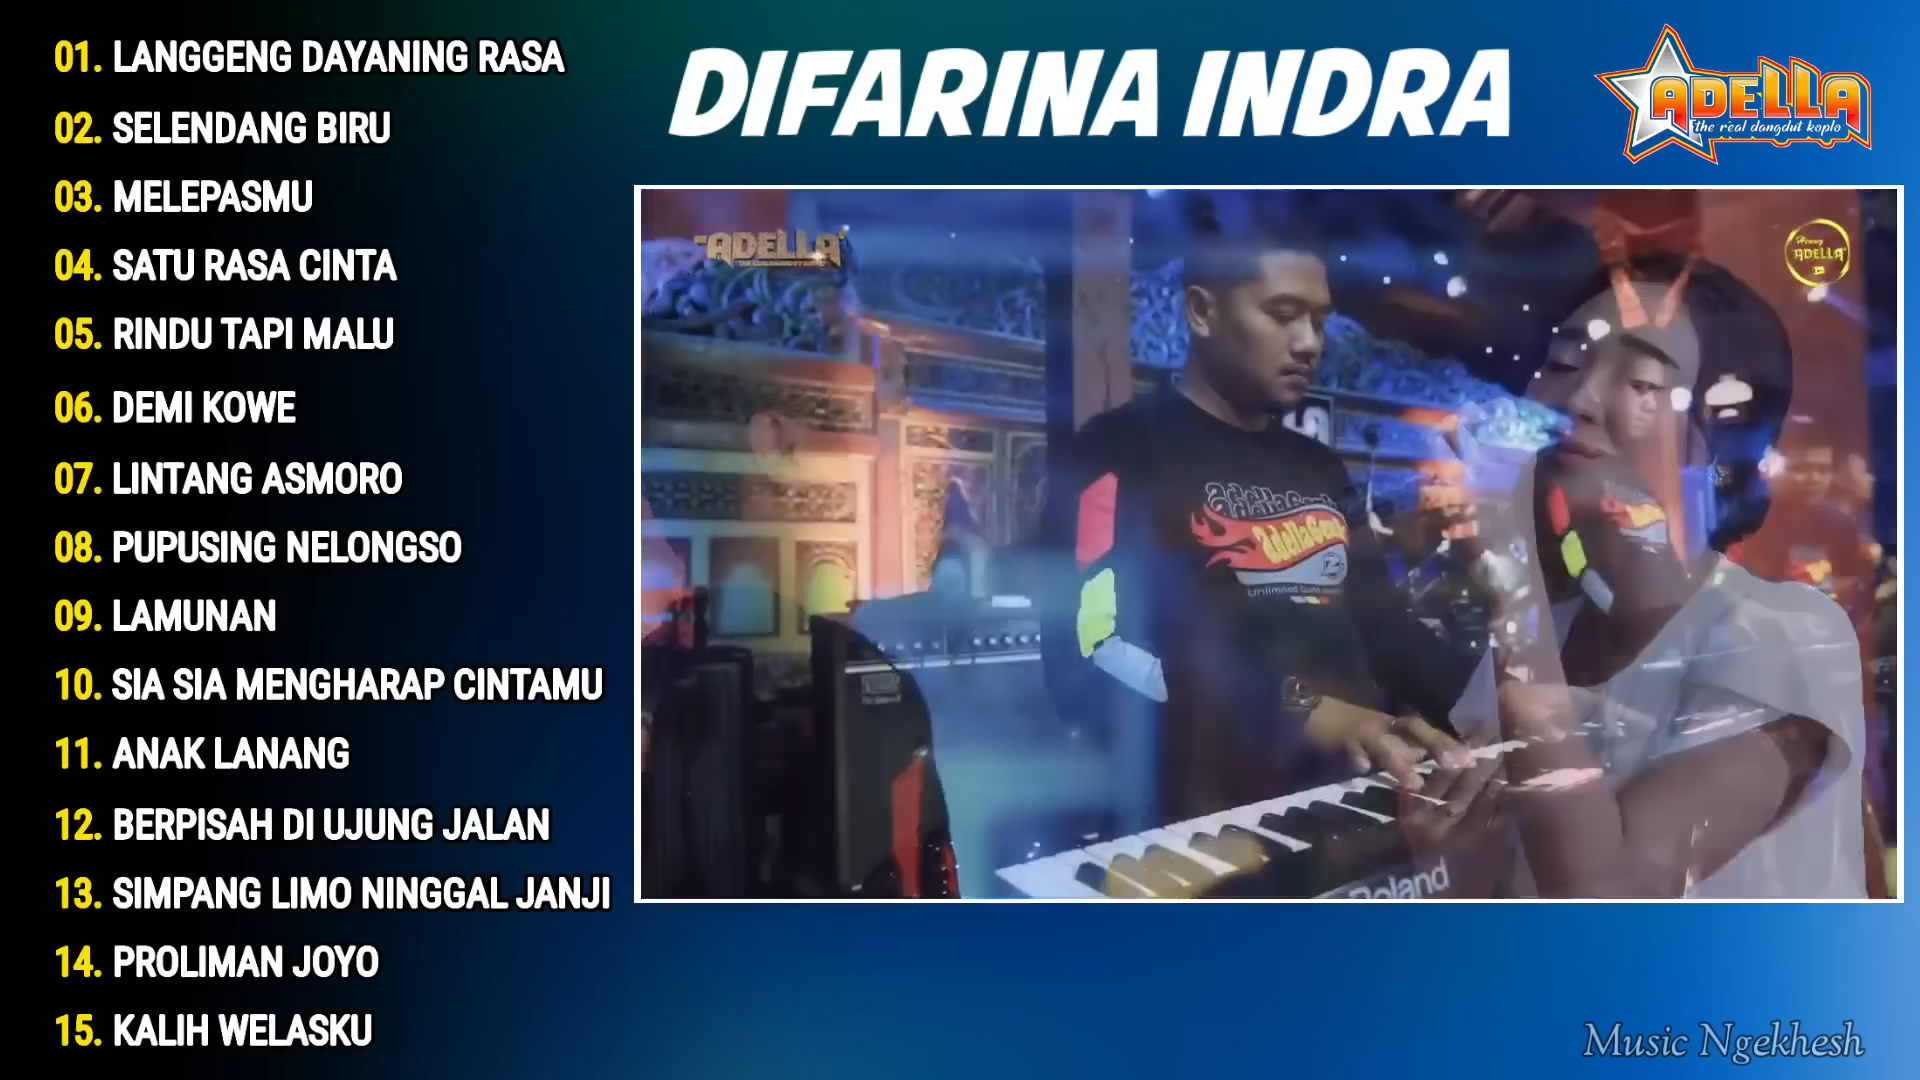 01. LANGGENG DAYANING RASA
02. SELENDANG BIRU
03. MELEPASMU
04. SATU RASA CINTA
05. RINDU TAPI MALU
06. DEMI KOWE
07. LINTANG ASMORO
08. PUPUSING NELONGSO
09. LAMUNAN
10. SIA SIA MENGHARAP CINTAMU
11. ANAK LANANG
12. BERPISAH DI UJUNG JALAN
13. SIMPANG LIMO NINGGAL JANJI
14. PROLIMAN JOYO
15. KALIH WELASKU
DIFARINA INDRA
ADELLA
the real dangdut koplo
ADELLA
ADELLA
Unlimited
Roland
Music Ngekhesh